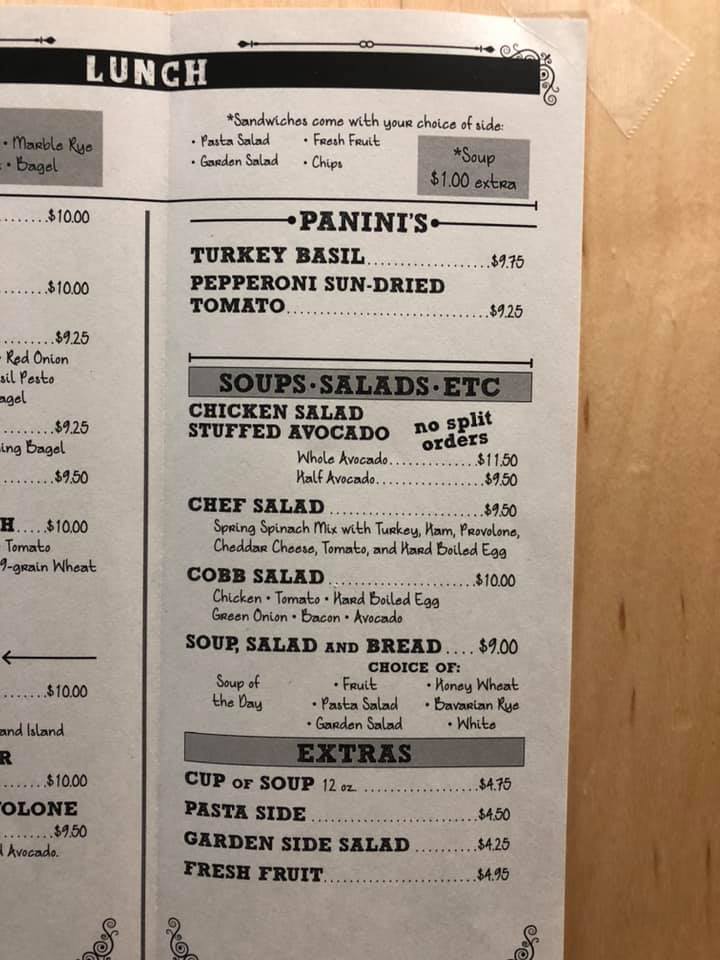 LUNCH
• Marble Rye
• Bagel
.......$10.00
.......$10.00
........$9.25
Red Onion
sil Pesto
agel
........$9.25
ing Bagel
........$9.50
H.....$10.00
Tomato
9-grain Wheat
.......$10.00
and Island
R
.......$10.00
VOLONE
........$9.50
Avocado.
*Sandwiches come with your choice of side:
• Pasta Salad • Fresh Fruit
• Garden Salad • Chips
*Soup
$1.00 extra
PANINI'S
TURKEY BASIL....................$9.75
PEPPERONI SUN-DRIED
TOMATO.................................$9.25
SOUPS•SALADS•ETC
CHICKEN SALAD
STUFFED AVOCADO
no split
orders
Whole Avocado..............$11.50
Half Avocado.................$9.50
CHEF SALAD .........................$9.50
Spring Spinach Mix with Turkey, Ham, Provolone,
Cheddar Cheese, Tomato, and Hard Boiled Egg
COBB SALAD ........................$10.00
Chicken • Tomato • Hard Boiled Egg
Green Onion • Bacon • Avocado
SOUP, SALAD AND BREAD .... $9.00
CHOICE OF:
Soup of
the Day
• Fruit
• Pasta Salad
• Garden Salad
• Honey Wheat
• Bavarian Rye
• White
EXTRAS
CUP OF SOUP 12 oz ..................$4.75
PASTA SIDE ...........................$4.50
GARDEN SIDE SALAD .........$4.25
FRESH FRUIT.........................$4.95